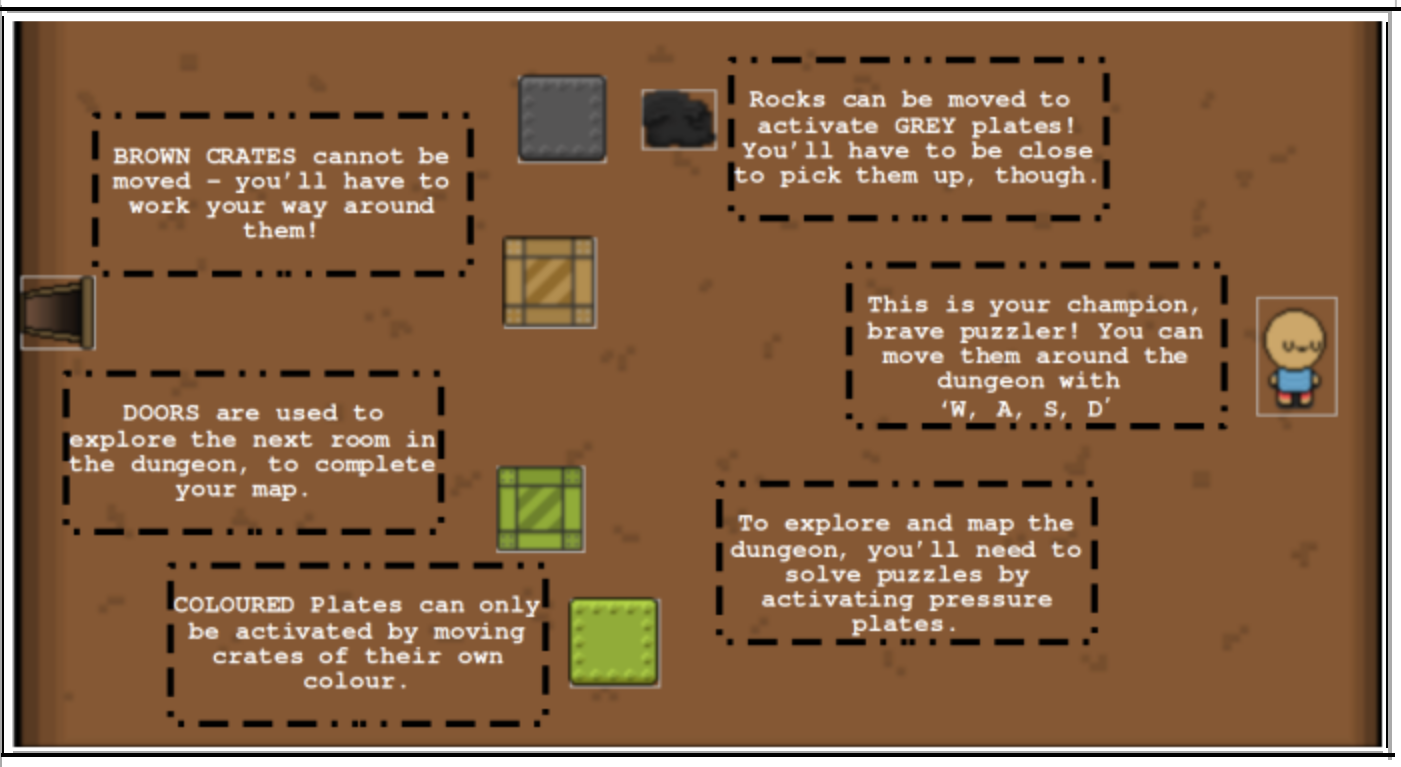 Rocks can be moved to
activate GREY plates!
You'll have to be close
to pick them up, though.
BROWN CRATES cannot be
moved – you'll have to
work your way around
them!
This is your champion,
brave puzzler! You can
move them around the
dungeon with
'W, A, S, D'
DOORS are used to
explore the next room in
the dungeon, to complete
your map.
To explore and map the
dungeon, you'll need to
solve puzzles by
activating pressure
plates.
COLOURED Plates can only
be activated by moving
crates of their own
colour.